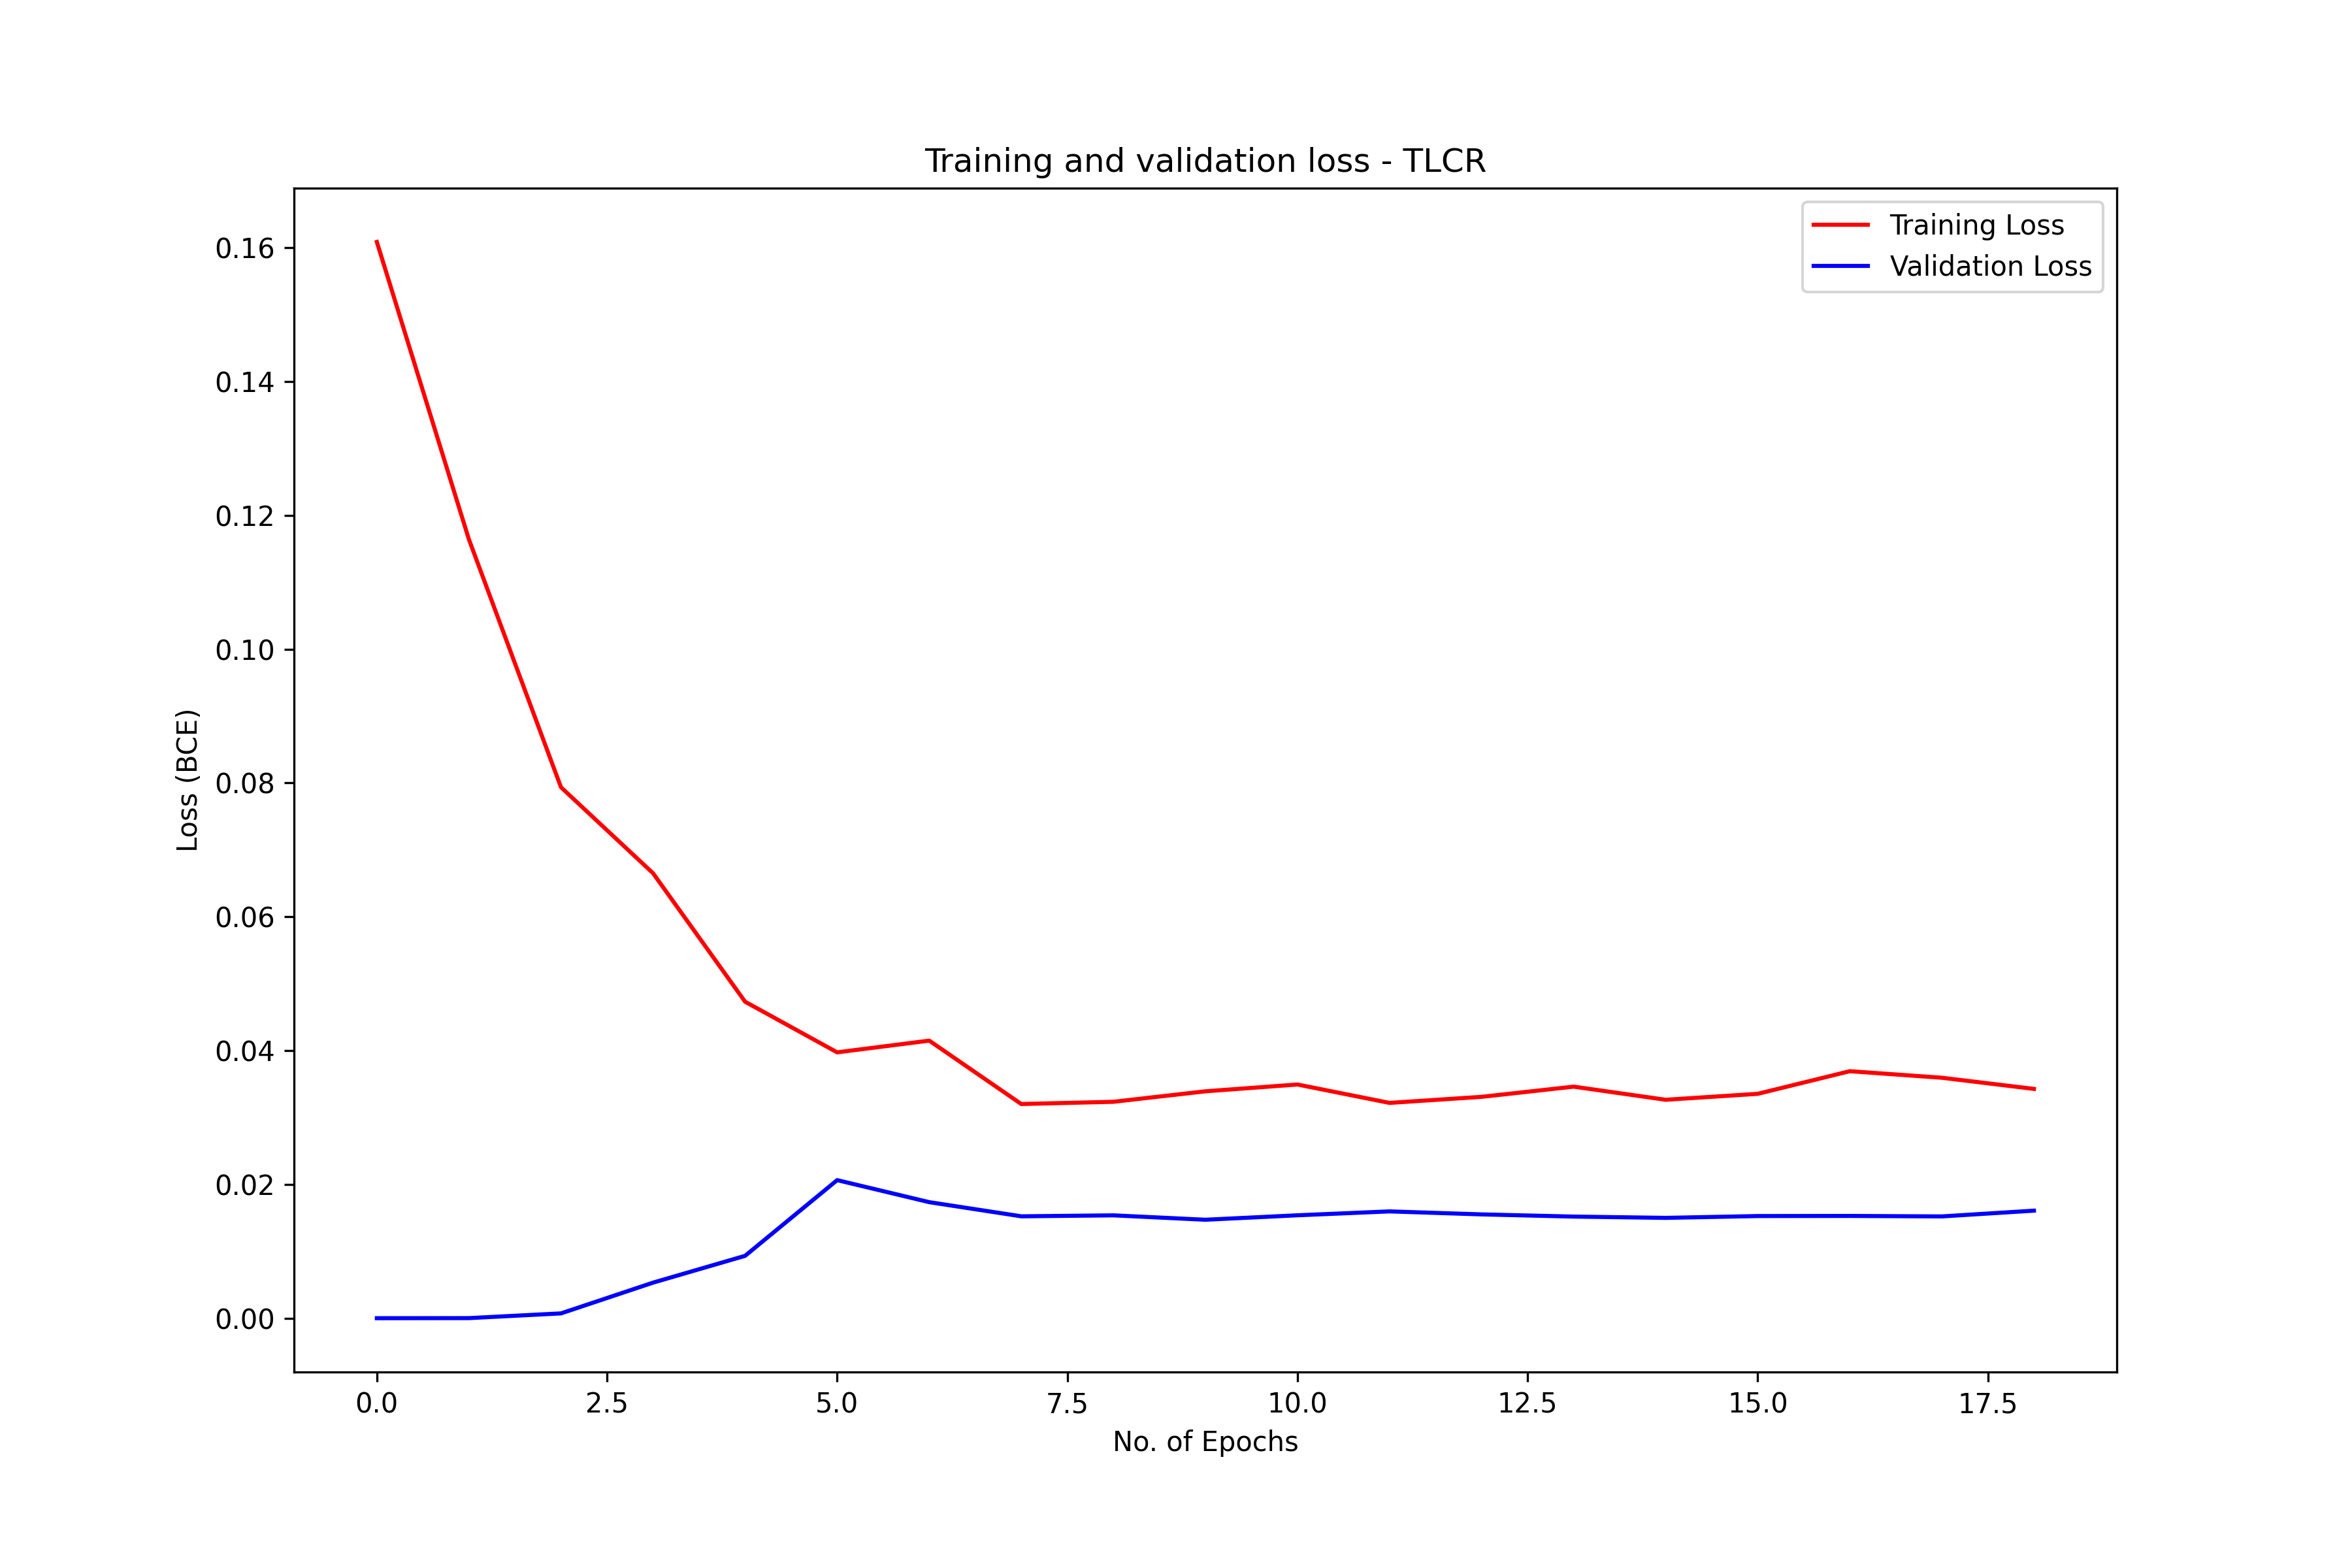 Training and validation loss - TLCR
Training Loss
Validation Loss
0.16
0.14
0.12
0.10
0.08
0.06
0.04
0.02
0.00
Loss (BCE)
0.0 2.5 5.0 7.5 10.0 12.5 15.0 17.5
No. of Epochs